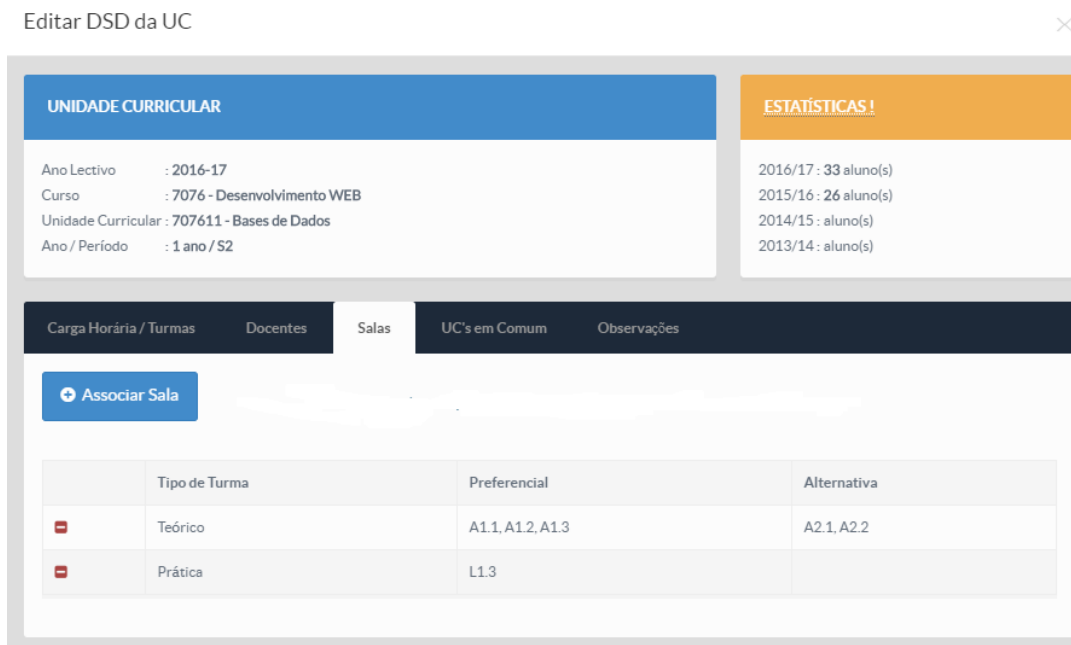 Editar DSD da UC
UNIDADE CURRICULAR
Ano Lectivo : 2016-17
Curso : 7076 - Desenvolvimento WEB
Unidade Curricular : 707611 - Bases de Dados
Ano / Período : 1 ano / S2
ESTATÍSTICAS !
2016/17 : 33 aluno(s)
2015/16 : 26 aluno(s)
2014/15 : aluno(s)
2013/14 : aluno(s)
Carga Horária / Turmas Docentes Salas UC's em Comum Observações
Associar Sala
Tipo de Turma Preferencial Alternativa
Teórico A1.1, A1.2, A1.3 A2.1, A2.2
Prática L1.3